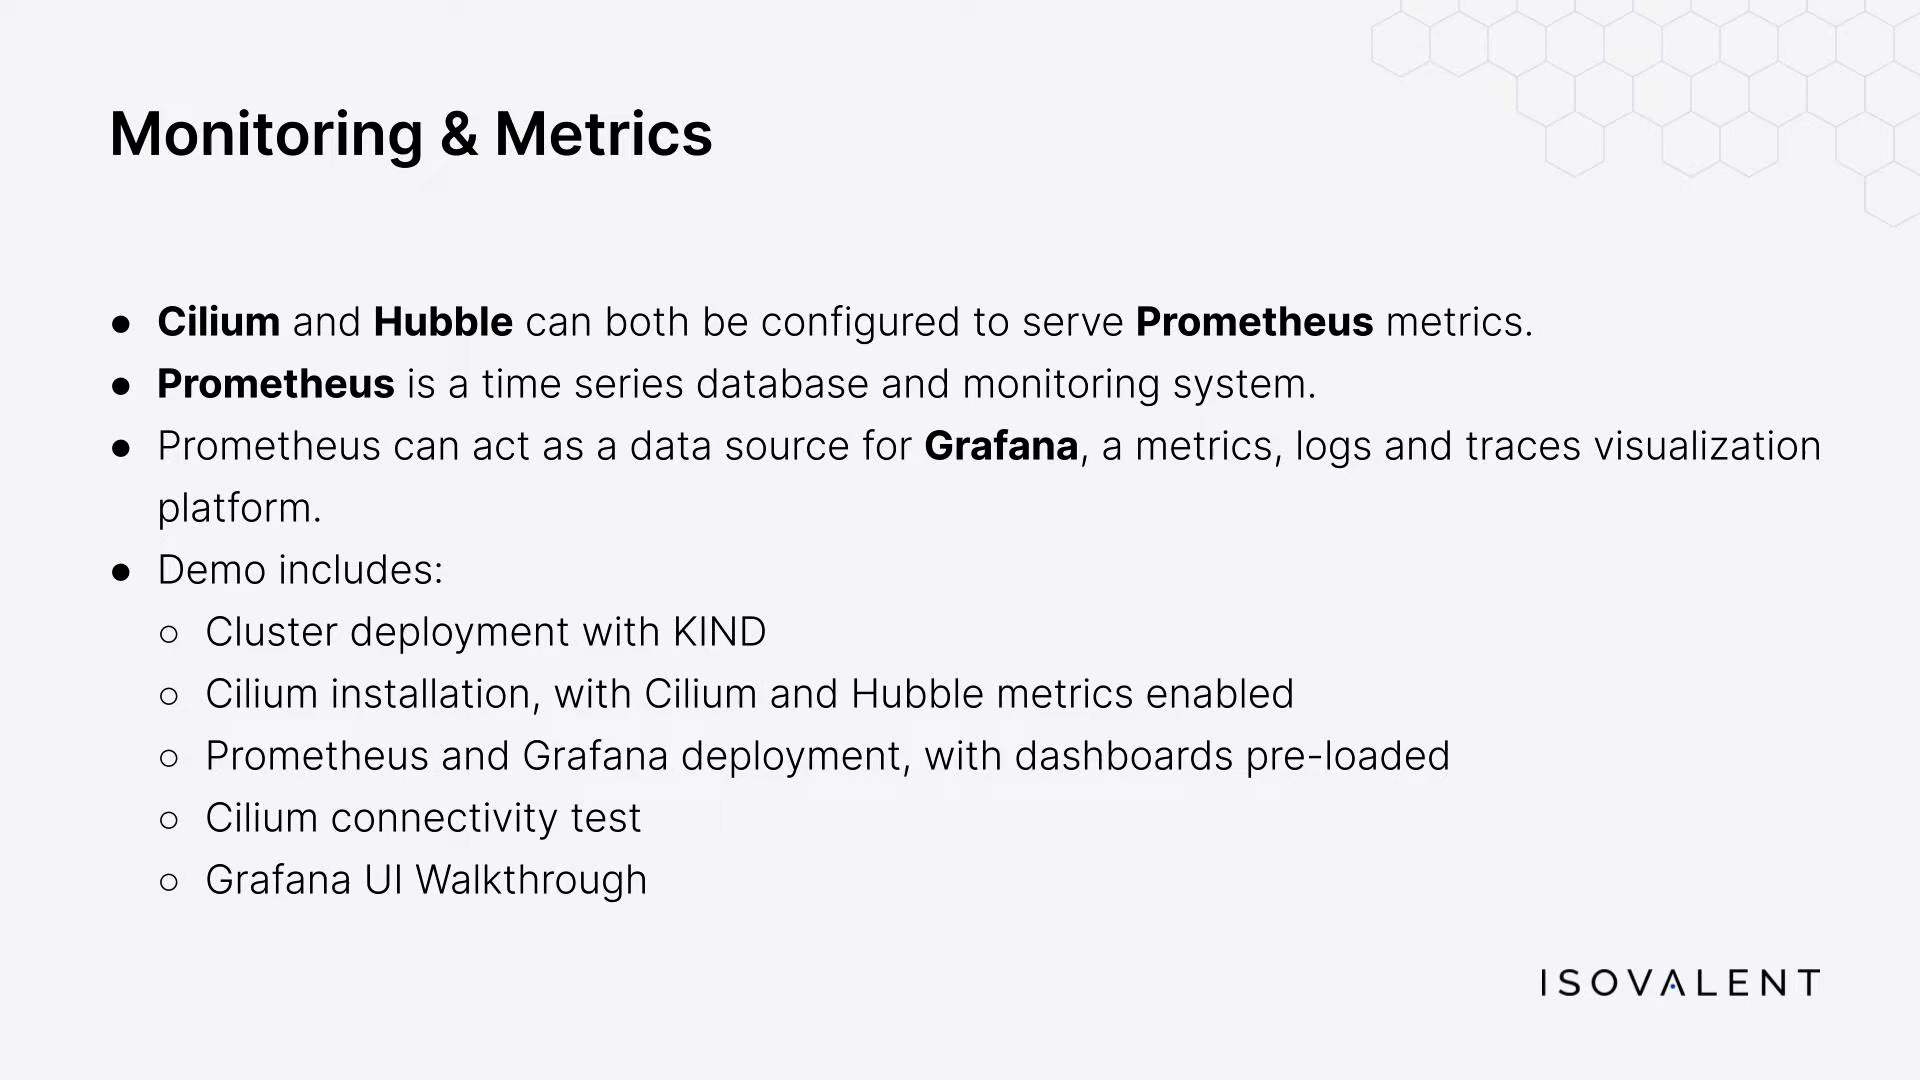 Monitoring & Metrics
● Cilium and Hubble can both be configured to serve Prometheus metrics.
● Prometheus is a time series database and monitoring system.
● Prometheus can act as a data source for Grafana, a metrics, logs and traces visualization
platform.
● Demo includes:
○ Cluster deployment with KIND
○ Cilium installation, with Cilium and Hubble metrics enabled
○ Prometheus and Grafana deployment, with dashboards pre-loaded
○ Cilium connectivity test
○ Grafana UI Walkthrough
ISOVALENT